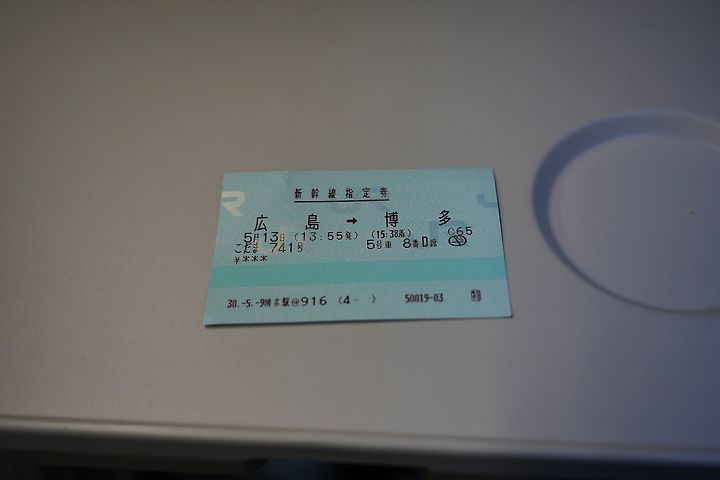 新幹線指定券
広島 → 博多
5月13日 (13:55発) (15:38着) C65
こだま 741号 5号車 8番D席
¥***
30.-5.-9博多駅@916 (4- ) 50019-03